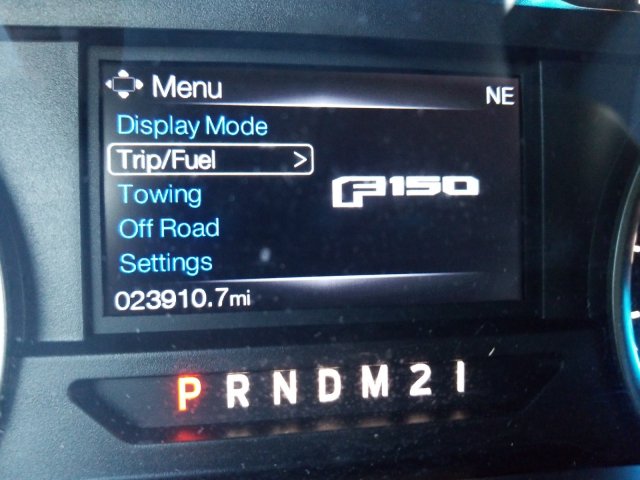 Menu
NE
Display Mode
Trip/Fuel >
Towing
F150
Off Road
Settings
023910.7mi
P R N D M 2 1